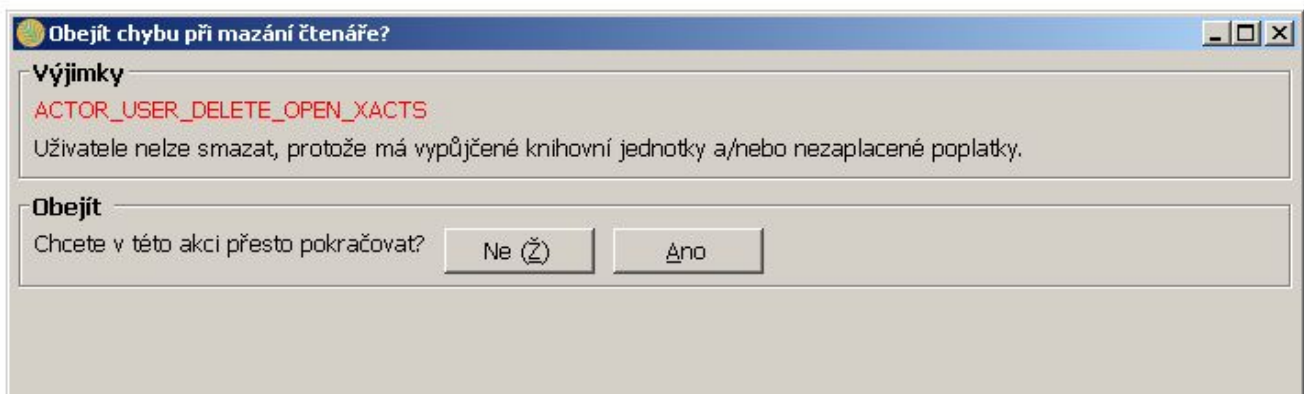 Obejít chybu při mazání čtenáře?
Výjimky
ACTOR_USER_DELETE_OPEN_XACTS
Uživatele nelze smazat, protože má vypůjčené knihovní jednotky a/nebo nezaplacené poplatky.
Obejít
Chcete v této akci přesto pokračovat? Ne (Ž) Ano